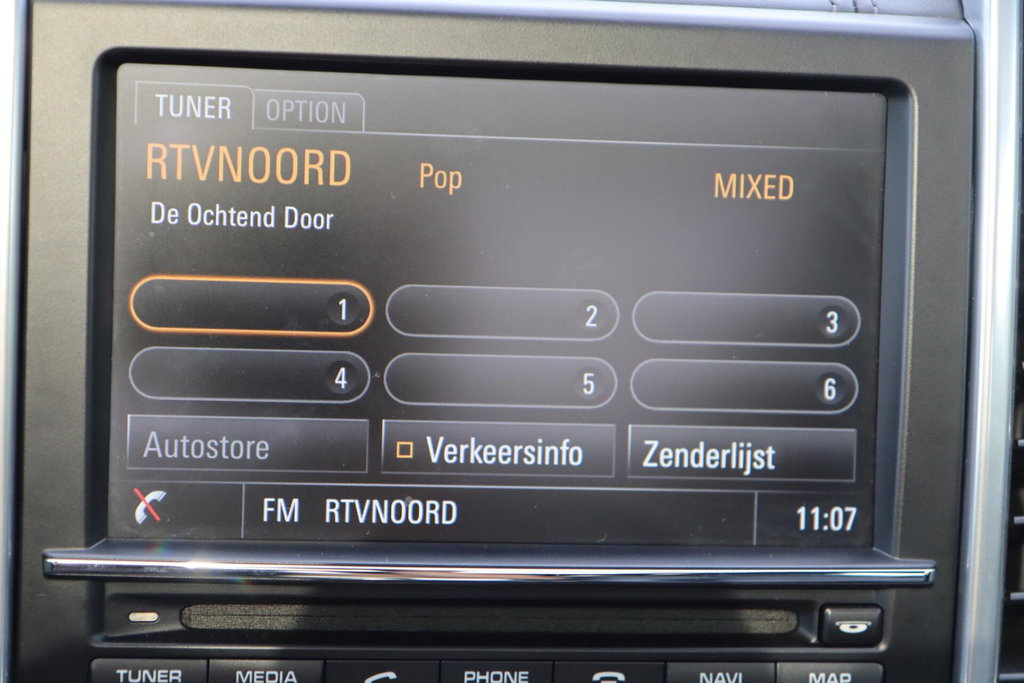 TUNER OPTION
RTVNOORD Pop MIXED
De Ochtend Door
1 2 3
4 5 6
Autostore Verkeersinfo Zenderlijst
FM RTVNOORD 11:07
TUNER MEDIA PHONE NAVI MAP